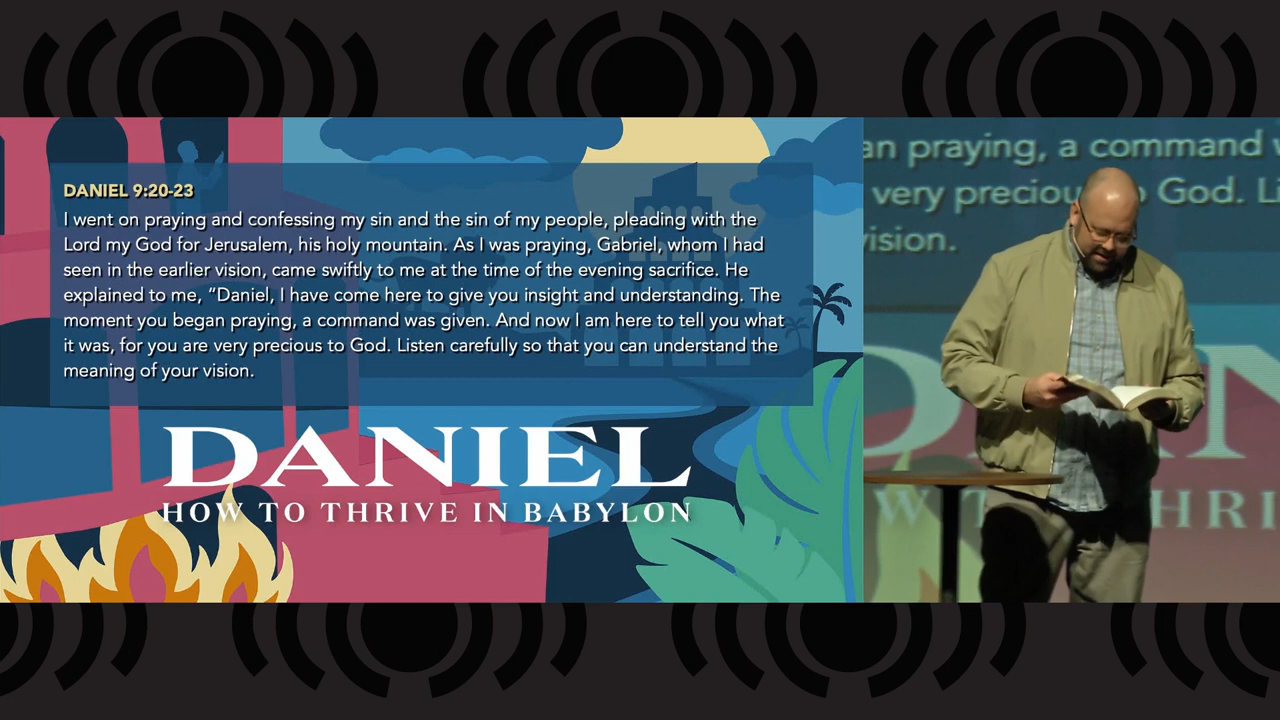 DANIEL 9:20-23
I went on praying and confessing my sin and the sin of my people, pleading with the
Lord my God for Jerusalem, his holy mountain. As I was praying, Gabriel, whom I had
seen in the earlier vision, came swiftly to me at the time of the evening sacrifice. He
explained to me, “Daniel, I have come here to give you insight and understanding. The
moment you began praying, a command was given. And now I am here to tell you what
it was, for you are very precious to God. Listen carefully so that you can understand the
meaning of your vision.
DANIEL
HOW TO THRIVE IN BABYLON
an praying, a command w
very preciou o God. Li
ision.